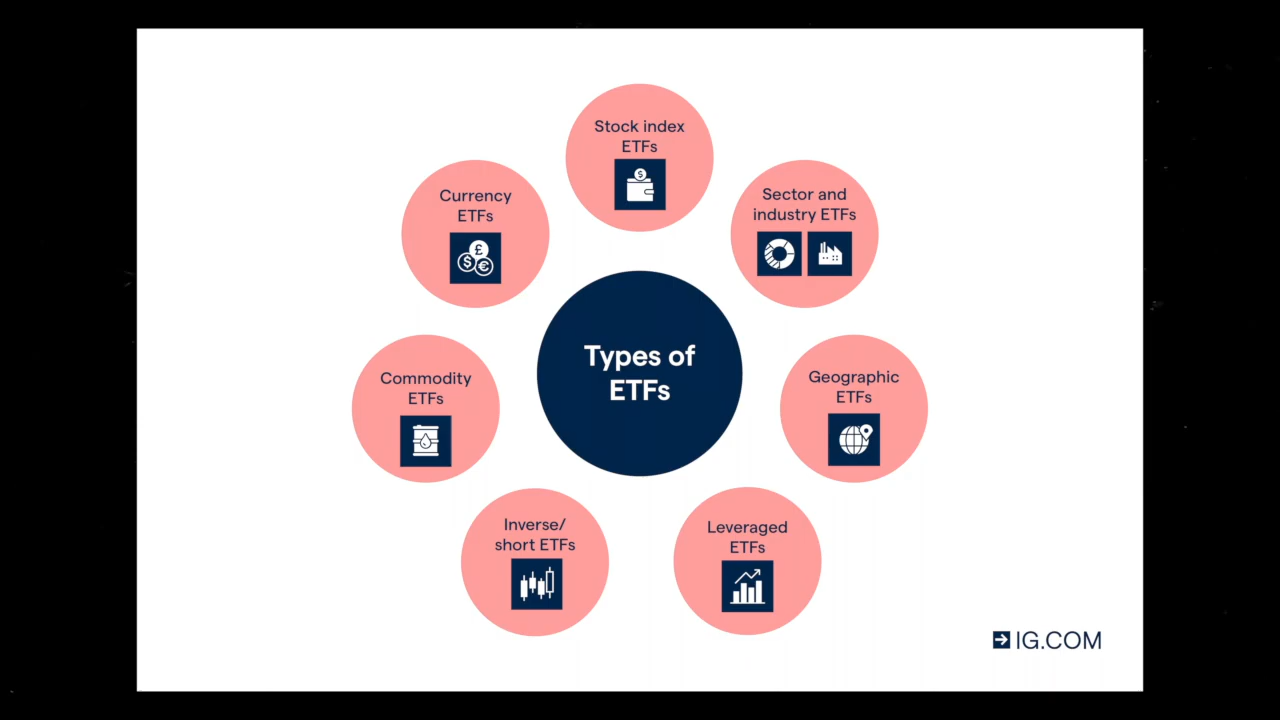 Stock index
ETFs
Currency
ETFs
Sector and
industry ETFs
Types of
ETFs
Commodity
ETFs
Geographic
ETFs
Inverse/
short ETFs
Leveraged
ETFs
IG.COM